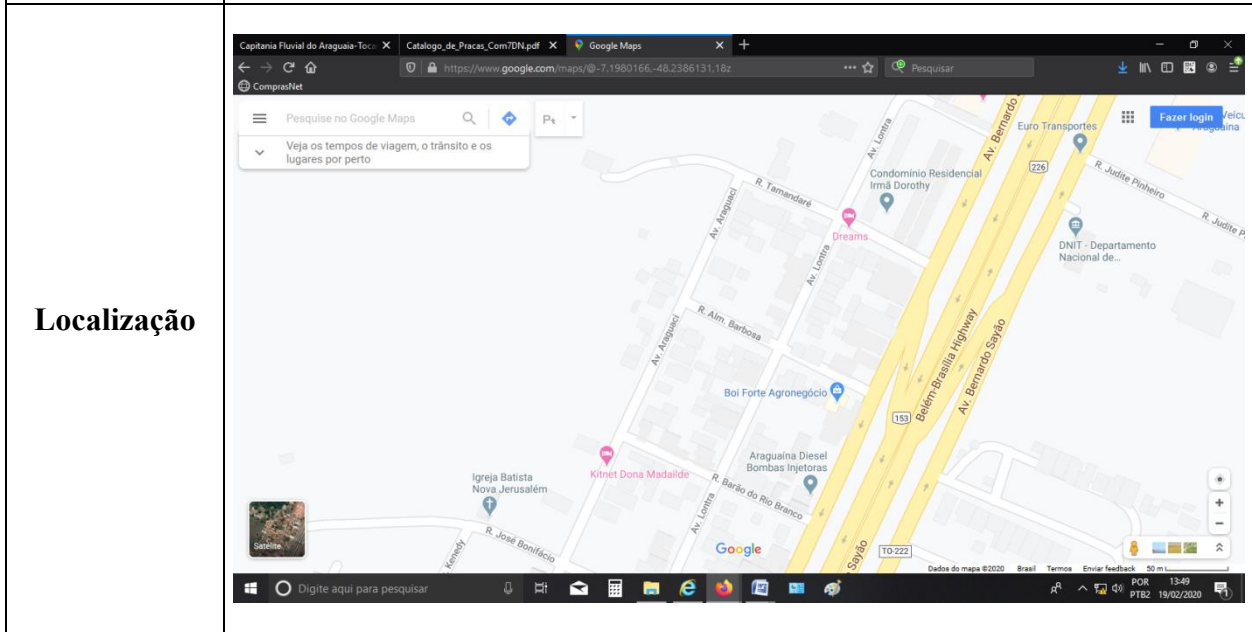 Localização
Capitania Fluvial do Araguaia-Toca
Catalogo_de_Pracas_Com7DN.pdf
Google Maps
https://www.google.com/maps/@-7.1980166,-48.2386131,18z
Pesquisar
ComprasNet
Pesquise no Google Maps
Veja os tempos de viagem, o trânsito e os
lugares por perto
Fazer login
Veícu
Araguaína
Euro Transportes
Av. Bernardo
Av. Lontra
226
R. Judite Pinheiro
R. Judite P
Condomínio Residencial
Irmã Dorothy
R. Tamandaré
Av. Araguaci
Dreams
DNIT - Departamento
Nacional de...
Av. Lontra
R. Alm. Barbosa
Av. Araguaci
Belém-Brasília Highway
Av. Bernardo Sayão
Boi Forte Agronegócio
153
Araguaína Diesel
Bombas Injetoras
Kitnet Dona Madailde
Igreja Batista
Nova Jerusalém
R. Barão do Rio Branco
Av. Lontra
R. José Bonifácio
Kenedy
Sayão
TO-222
Satélite
Google
Dados do mapa ©2020 Brasil Termos Enviar feedback 50 m
Digite aqui para pesquisar
POR
PTB2
13:49
19/02/2020